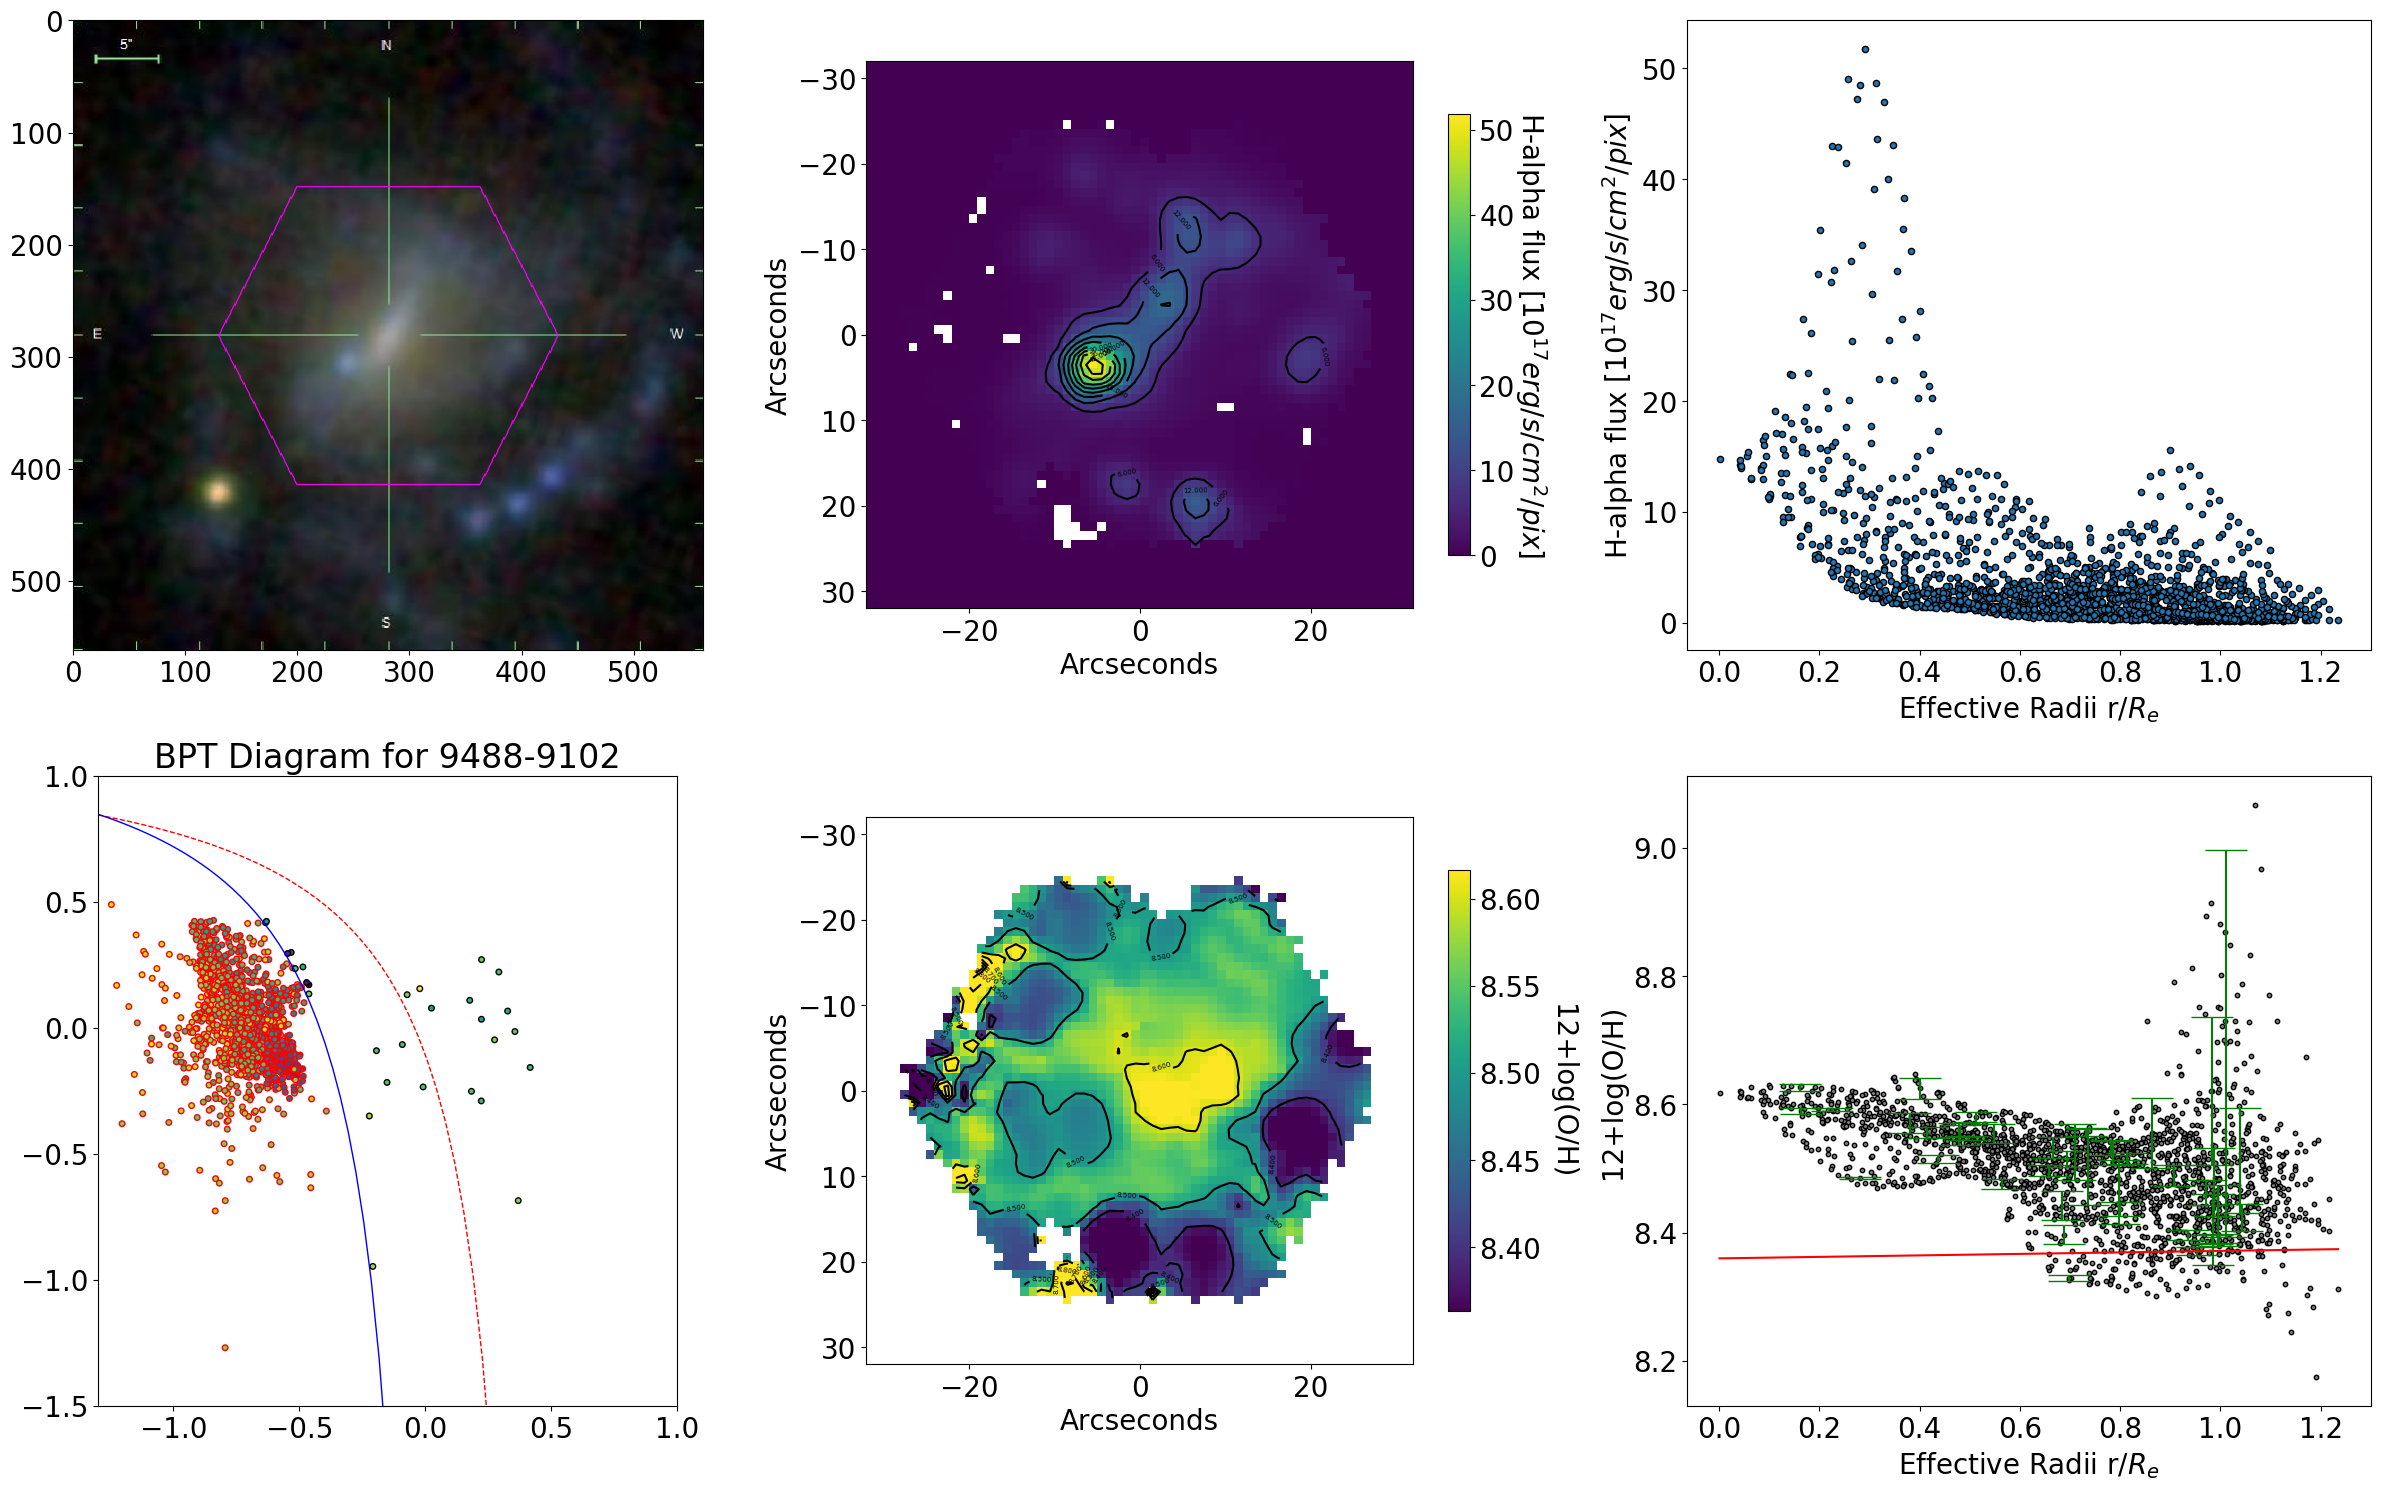 0
100
200
300
400
500
0 100 200 300 400 500
5"
N
E
W
S
−30
−20
−10
0
10
20
30
−20 0 20
Arcseconds
Arcseconds
50
40
30
20
10
0
H-alpha flux [10^17 erg/s/cm^2/pix]
H-alpha flux [10^17 erg/s/cm^2/pix]
50
40
30
20
10
0
0.0 0.2 0.4 0.6 0.8 1.0 1.2
Effective Radii r/R_e
BPT Diagram for 9488-9102
1.0
0.5
0.0
−0.5
−1.0
−1.5
−1.0 −0.5 0.0 0.5 1.0
−30
−20
−10
0
10
20
30
−20 0 20
Arcseconds
Arcseconds
8.60
8.55
8.50
8.45
8.40
12+log(O/H)
12+log(O/H)
9.0
8.8
8.6
8.4
8.2
0.0 0.2 0.4 0.6 0.8 1.0 1.2
Effective Radii r/R_e